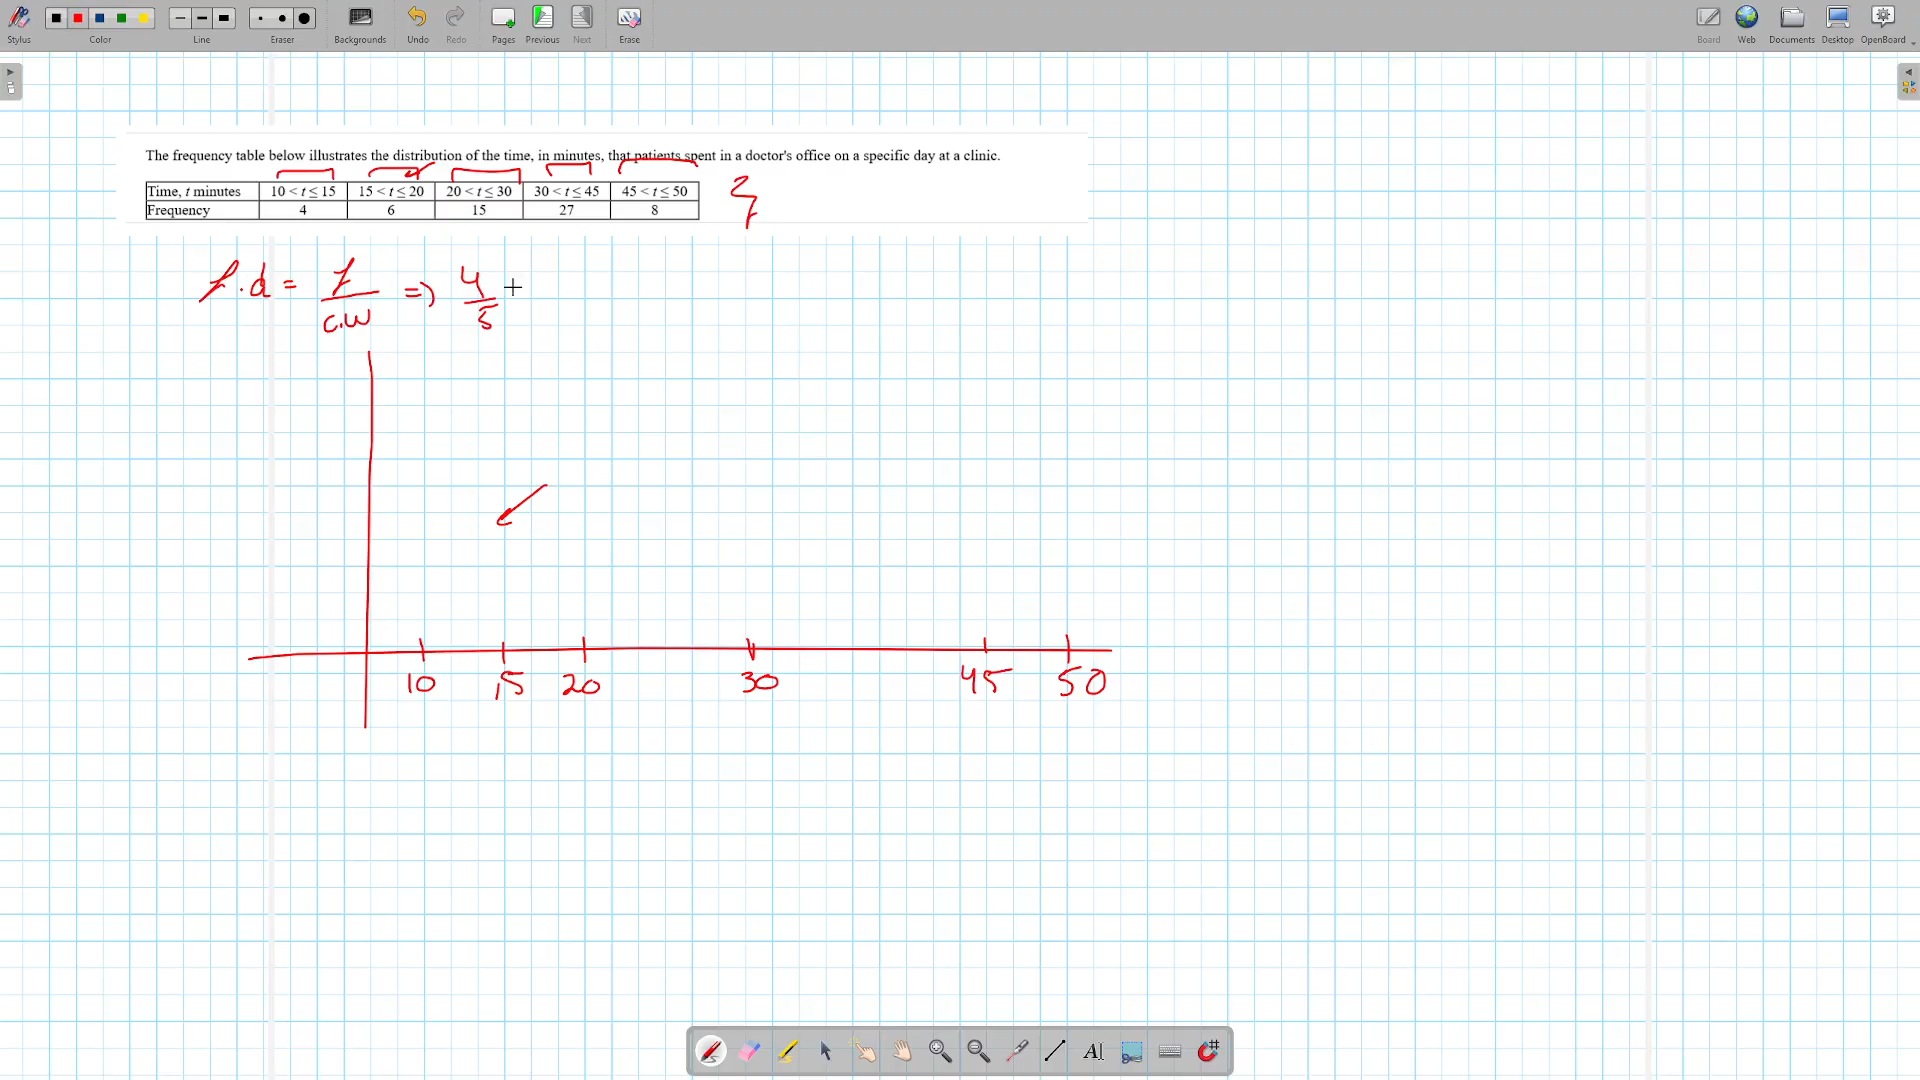 Stylus Color Line Eraser Backgrounds Undo Redo Pages Previous Next Erase Board Web Documents Desktop OpenBoard
The frequency table below illustrates the distribution of the time, in minutes, that patients spent in a doctor's office on a specific day at a clinic.
Time, t minutes 10 < t ≤ 15 15 < t ≤ 20 20 < t ≤ 30 30 < t ≤ 45 45 < t ≤ 50
Frequency 4 6 15 27 8
f.d = f/c.w => 4/5
10 15 20 30 45 50